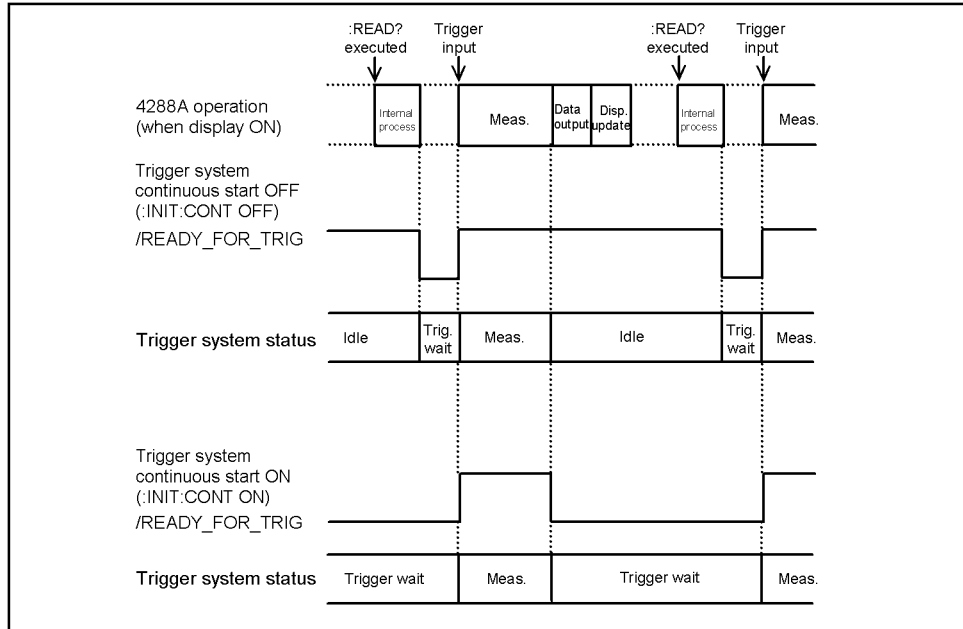 :READ?
executed
Trigger
input
:READ?
executed
Trigger
input
4288A operation
(when display ON)
Internal
process
Meas.
Data
output
Disp.
update
Internal
process
Meas.
Trigger system
continuous start OFF
(:INIT:CONT OFF)
/READY_FOR_TRIG
Trigger system status
Idle
Trig.
wait
Meas.
Idle
Trig.
wait
Meas.
Trigger system
continuous start ON
(:INIT:CONT ON)
/READY_FOR_TRIG
Trigger system status
Trigger wait
Meas.
Trigger wait
Meas.